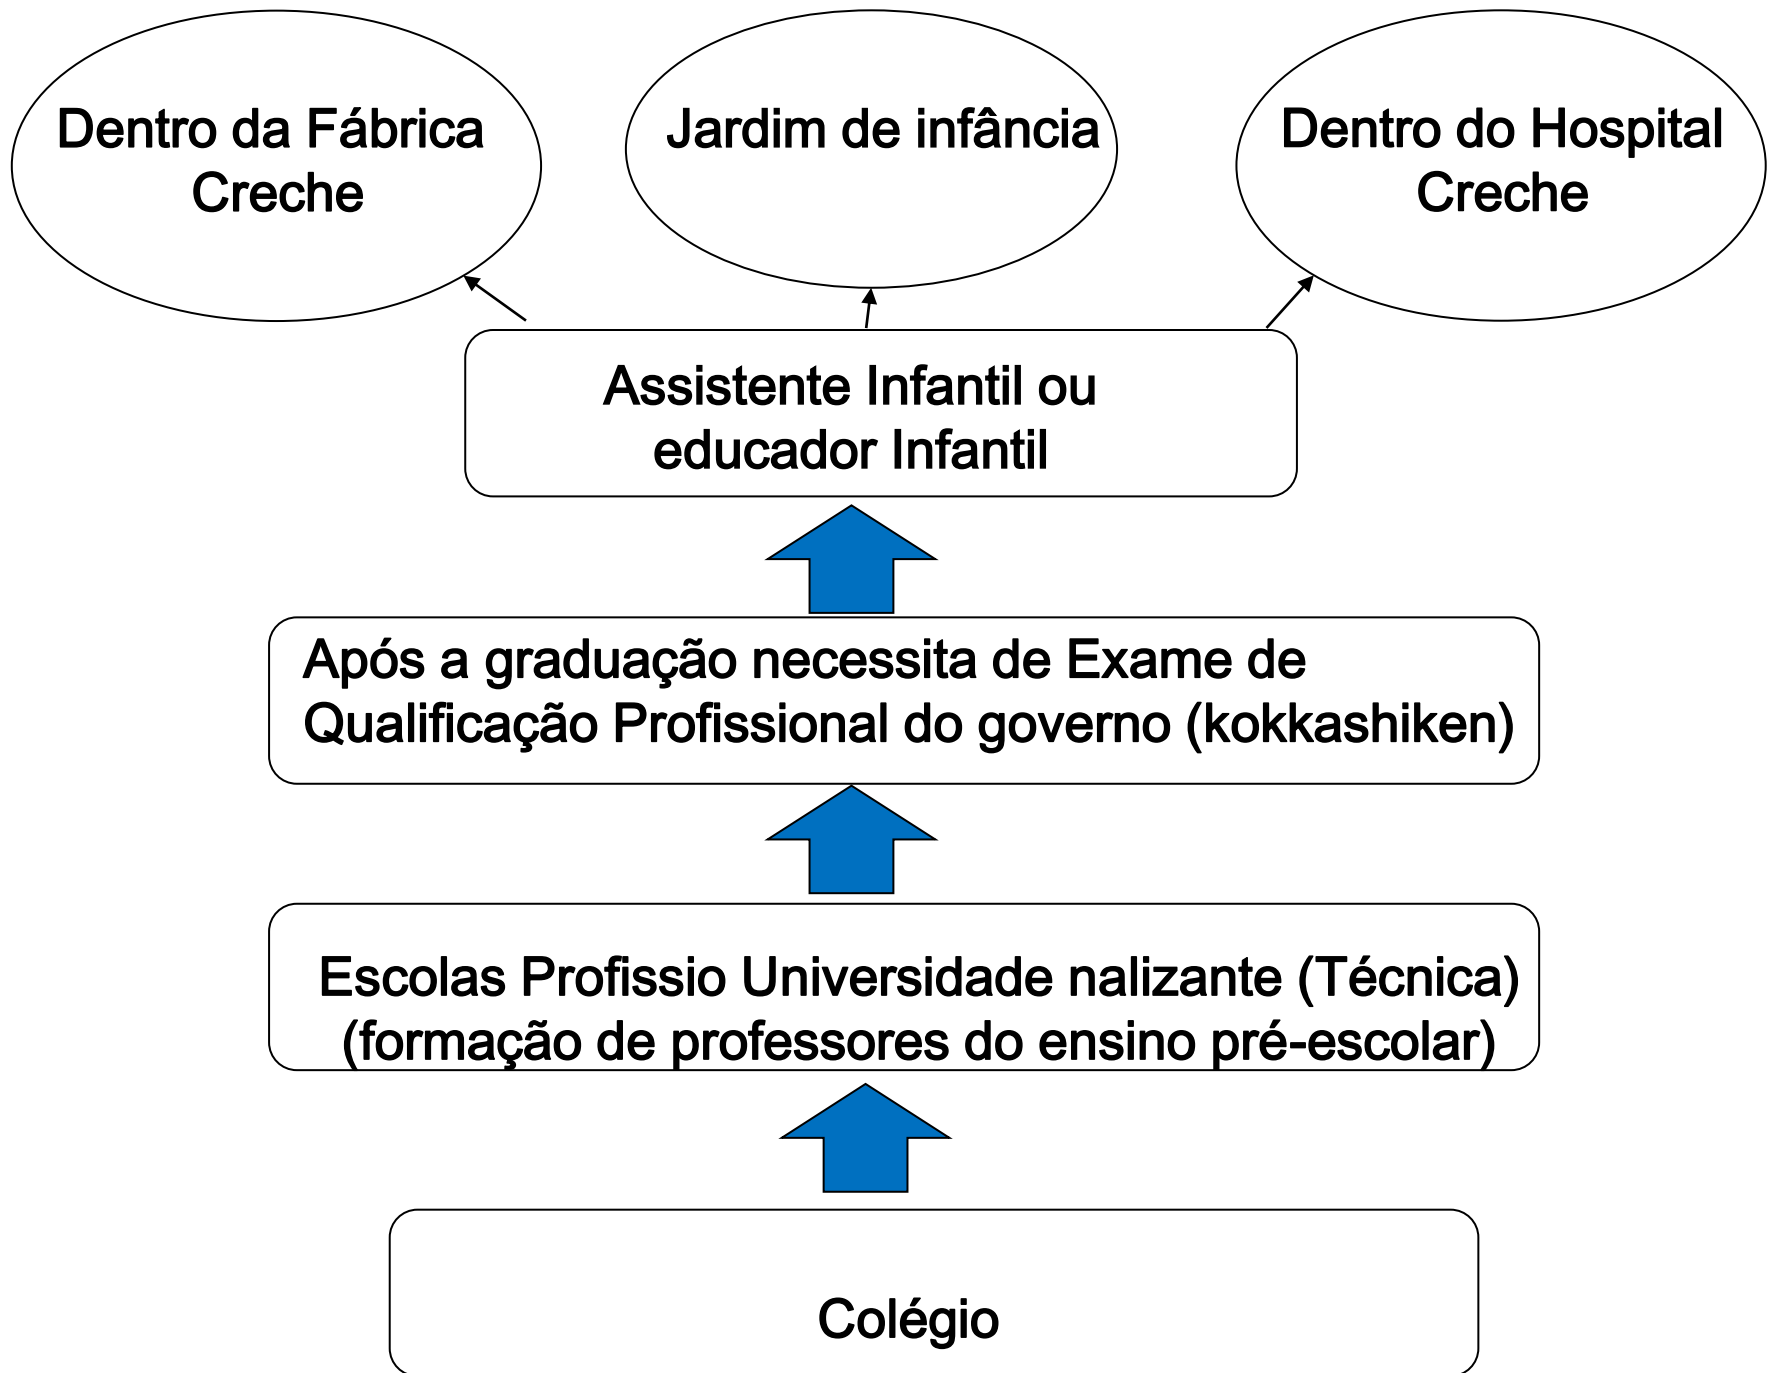 Dentro da Fábrica
Creche
Jardim de infância
Dentro do Hospital
Creche
Assistente Infantil ou
educador Infantil
Após a graduação necessita de Exame de
Qualificação Profissional do governo (kokkashiken)
Escolas Profissio Universidade nalizante (Técnica)
(formação de professores do ensino pré-escolar)
Colégio